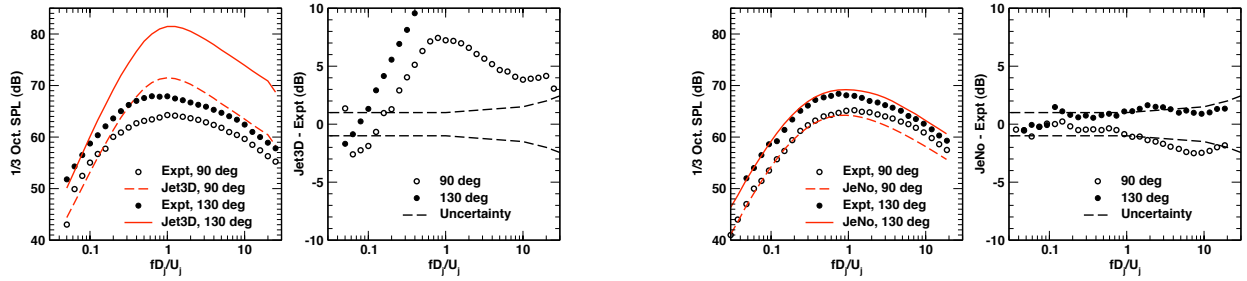 1/3 Oct. SPL (dB)
80
70
60
50
40
0.1
1
10
fDj/Uj
Expt, 90 deg
Jet3D, 90 deg
Expt, 130 deg
Jet3D, 130 deg
Jet3D - Expt (dB)
10
5
0
-5
-10
0.1
1
10
fDj/Uj
90 deg
130 deg
Uncertainty
1/3 Oct. SPL (dB)
80
70
60
50
40
0.1
1
10
fDj/Uj
Expt, 90 deg
JeNo, 90 deg
Expt, 130 deg
JeNo, 130 deg
JeNo - Expt (dB)
10
5
0
-5
-10
0.1
1
10
fDj/Uj
90 deg
130 deg
Uncertainty